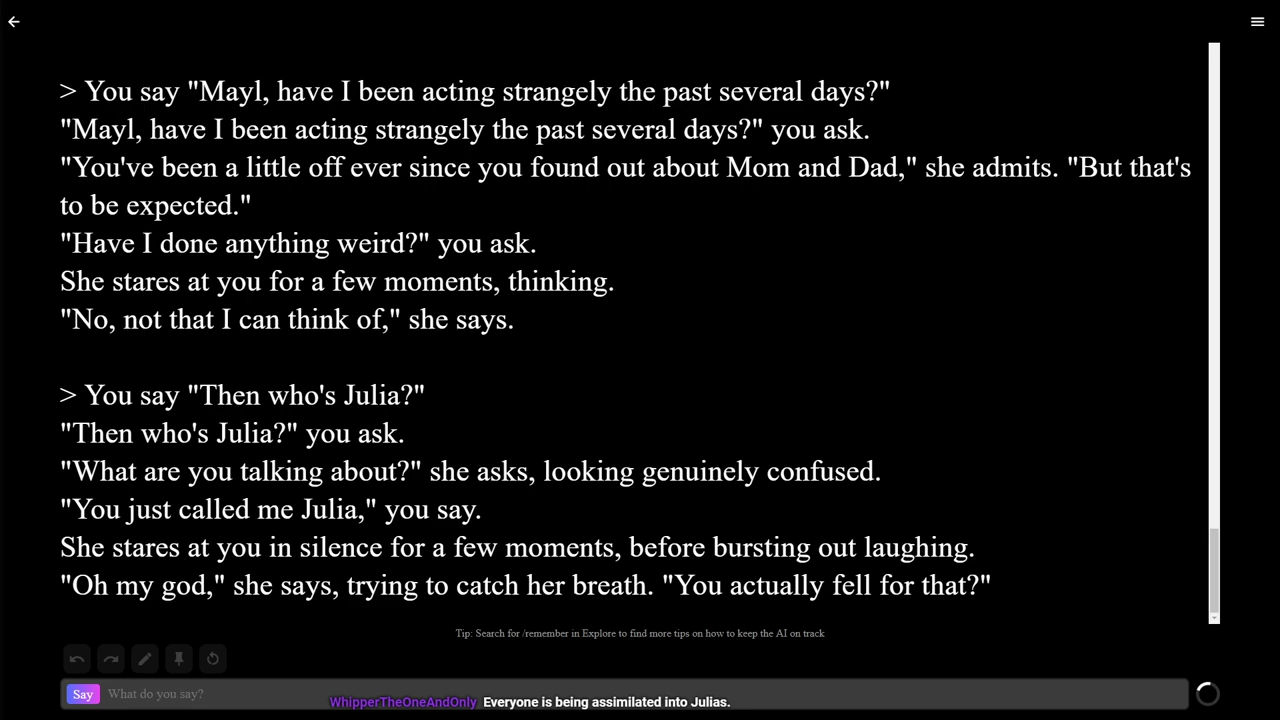 > You say "Mayl, have I been acting strangely the past several days?"
"Mayl, have I been acting strangely the past several days?" you ask.
"You've been a little off ever since you found out about Mom and Dad," she admits. "But that's
to be expected."
"Have I done anything weird?" you ask.
She stares at you for a few moments, thinking.
"No, not that I can think of," she says.
> You say "Then who's Julia?"
"Then who's Julia?" you ask.
"What are you talking about?" she asks, looking genuinely confused.
"You just called me Julia," you say.
She stares at you in silence for a few moments, before bursting out laughing.
"Oh my god," she says, trying to catch her breath. "You actually fell for that?"
Tip: Search for /remember in Explore to find more tips on how to keep the AI on track
Say What do you say?
WhipperTheOneAndOnly Everyone is being assimilated into Julias.